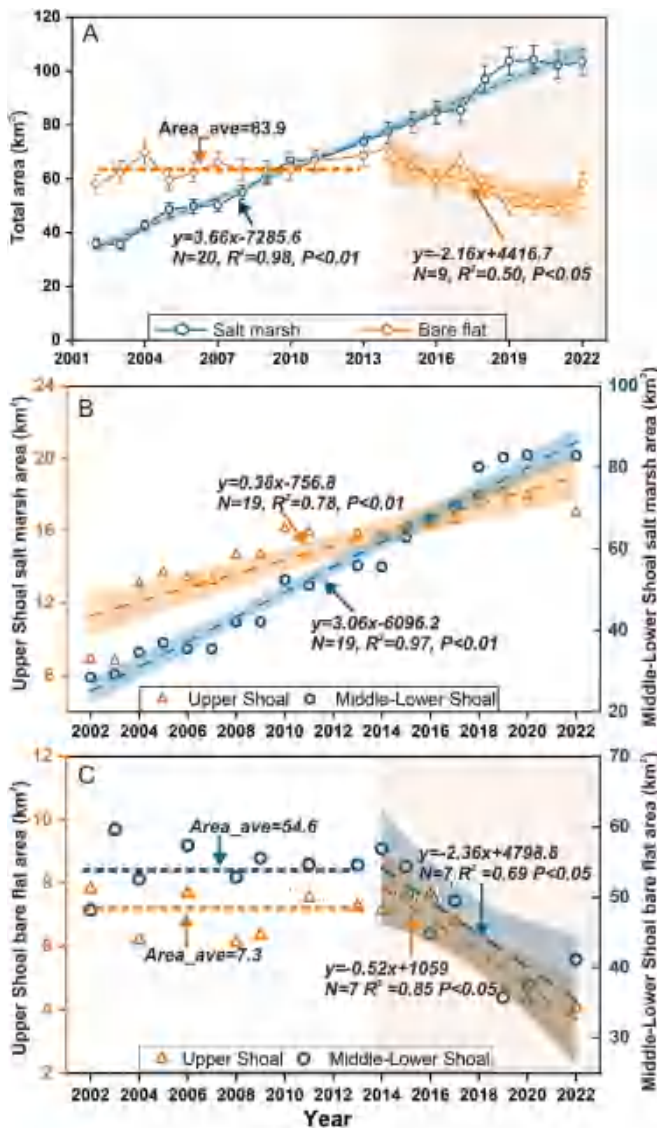 A
Total area (km²)
120
100
80
60
40
20
0
Area_ave=83.9
y=3.66x-7285.6
N=20, R²=0.98, P<0.01
y=-2.16x+4416.7
N=9, R²=0.50, P<0.05
Salt marsh
Bare flat
2001 2004 2007 2010 2013 2016 2019 2022
B
Upper Shoal salt marsh area (km²)
24
20
16
12
8
y=0.38x-756.8
N=19, R²=0.78, P<0.01
y=3.06x-6096.2
N=19, R²=0.97, P<0.01
Upper Shoal
Middle-Lower Shoal
100
80
60
40
20
Middle-Lower Shoal salt marsh area (km²)
2002 2004 2006 2008 2010 2012 2014 2016 2018 2020 2022
C
Upper Shoal bare flat area (km²)
12
10
8
6
4
2
Area_ave=54.6
Area_ave=7.3
y=-2.36x+4798.8
N=7 R² =0.69 P<0.05
y=-0.52x+1059
N=7 R² =0.85 P<0.05
Upper Shoal
Middle-Lower Shoal
70
60
50
40
30
Middle-Lower Shoal bare flat area (km²)
2002 2004 2006 2008 2010 2012 2014 2016 2018 2020 2022
Year